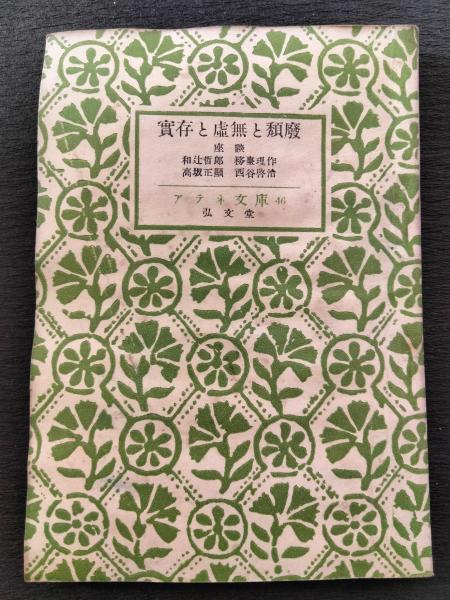 實存と虛無と頽廢
座談
和辻哲郎 務臺理作
高坂正顯 西谷啓治
アテネ文庫 46
弘文堂